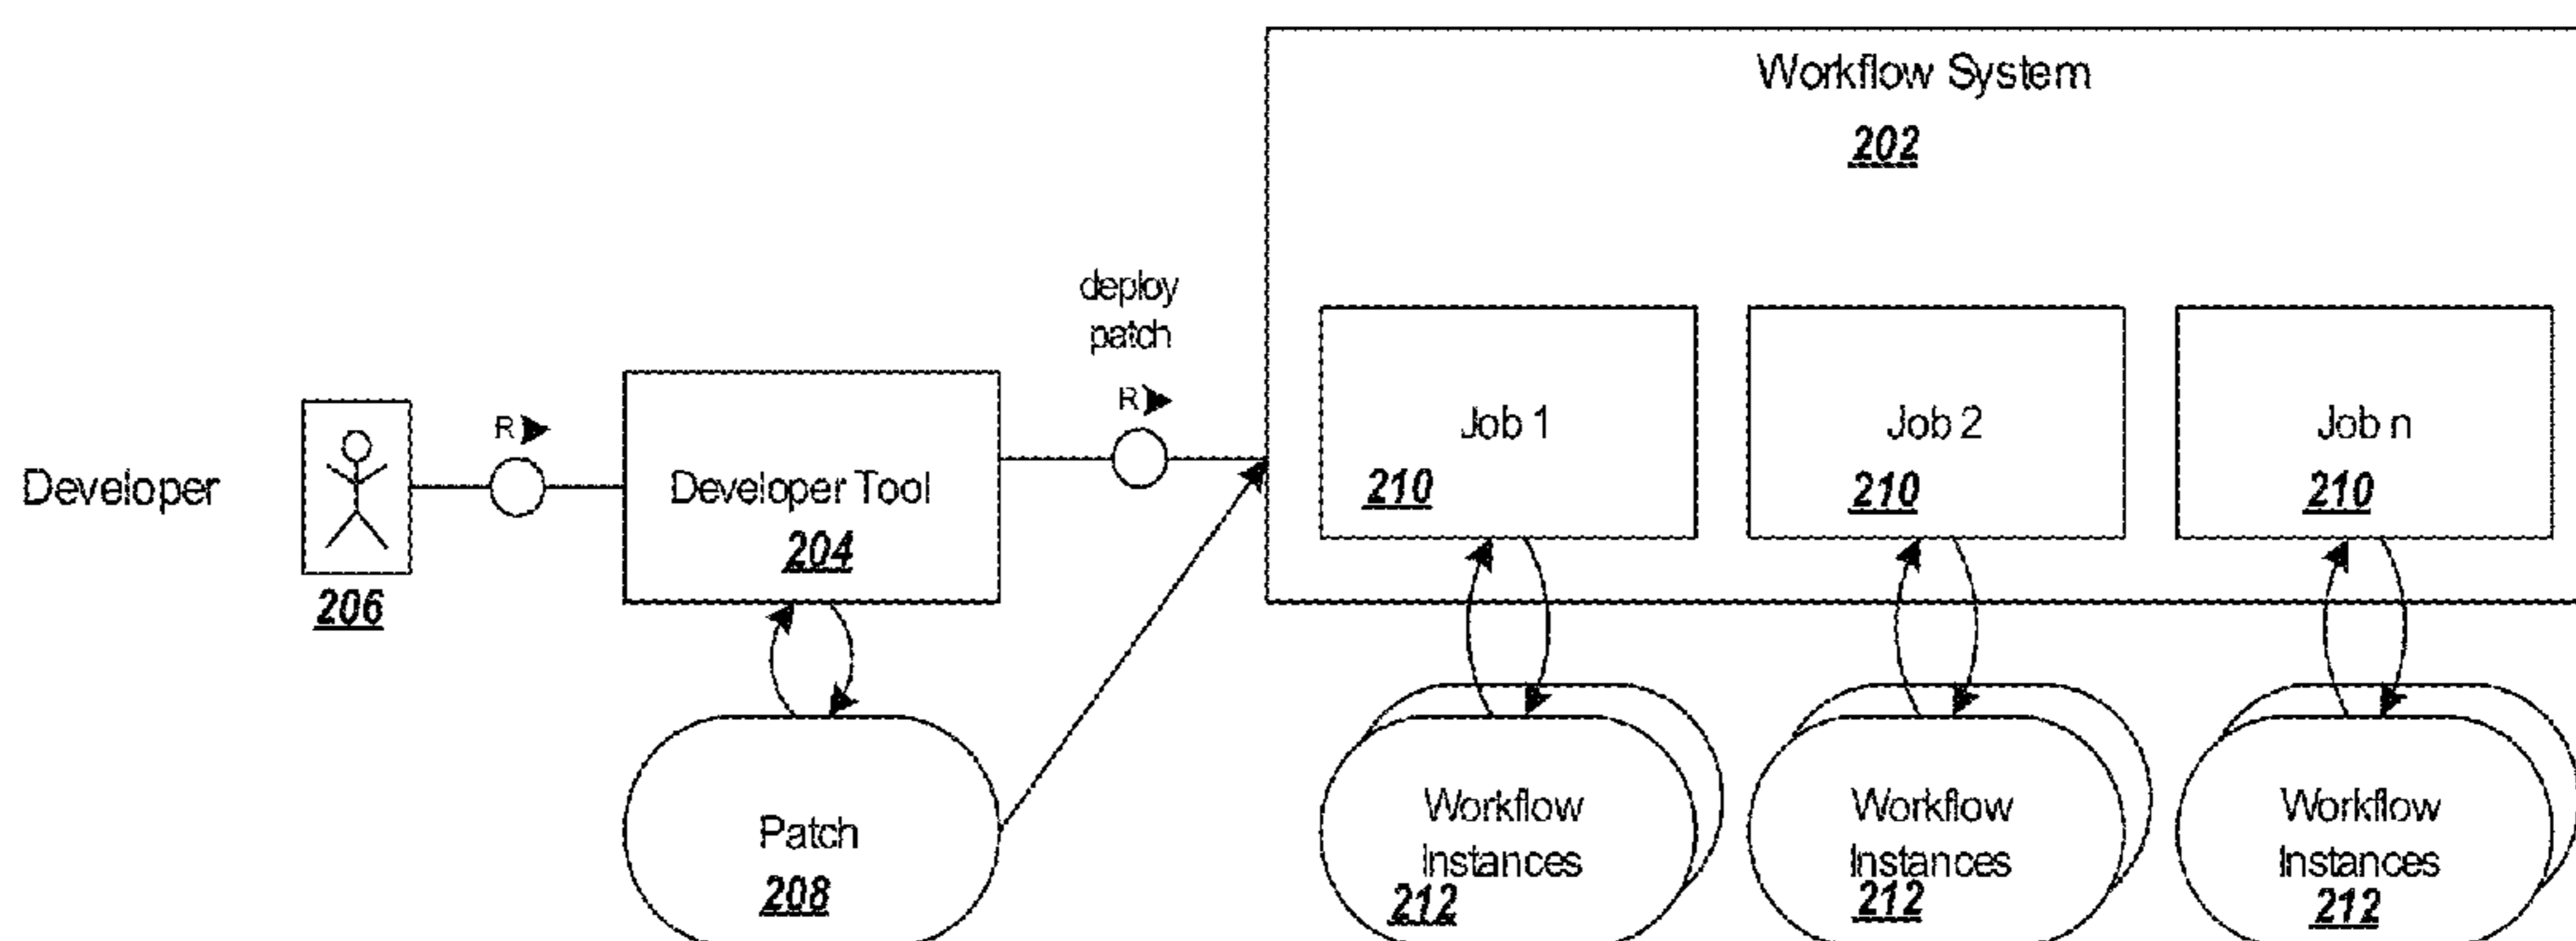 Workflow System
202
deploy
patch
R
R
Developer
206
Developer Tool
204
Job 1
210
Job 2
210
Job n
210
Patch
208
Workflow
Instances
212
Workflow
Instances
212
Workflow
Instances
212